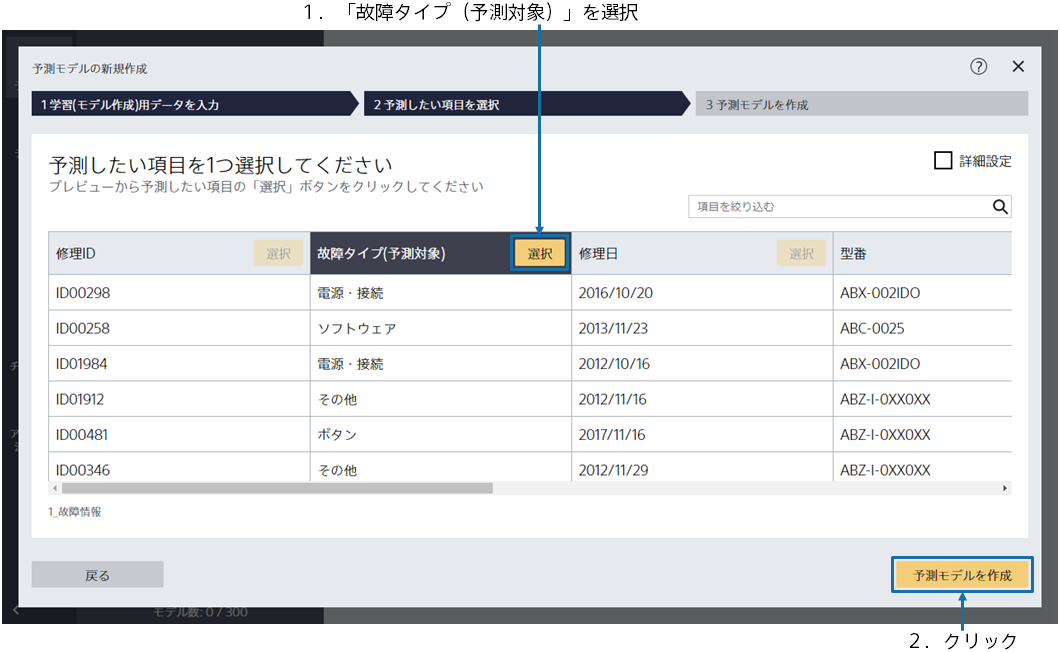 1．「故障タイプ（予測対象）」を選択
予測モデルの新規作成
?
1 学習(モデル作成)用データを入力
2 予測したい項目を選択
3 予測モデルを作成
予測したい項目を1つ選択してください
プレビューから予測したい項目の「選択」ボタンをクリックしてください
詳細設定
項目を絞り込む
修理ID 選択 故障タイプ(予測対象) 選択 修理日 選択 型番
ID00298 電源・接続 2016/10/20 ABX-002IDO
ID00258 ソフトウェア 2013/11/23 ABC-0025
ID01984 電源・接続 2012/10/16 ABX-002IDO
ID01912 その他 2012/11/16 ABZ-I-0XX0XX
ID00481 ボタン 2017/11/16 ABZ-I-0XX0XX
ID00346 その他 2012/11/29 ABZ-I-0XX0XX
1_故障情報
戻る
予測モデルを作成
モデル数: 0 / 300
2．クリック